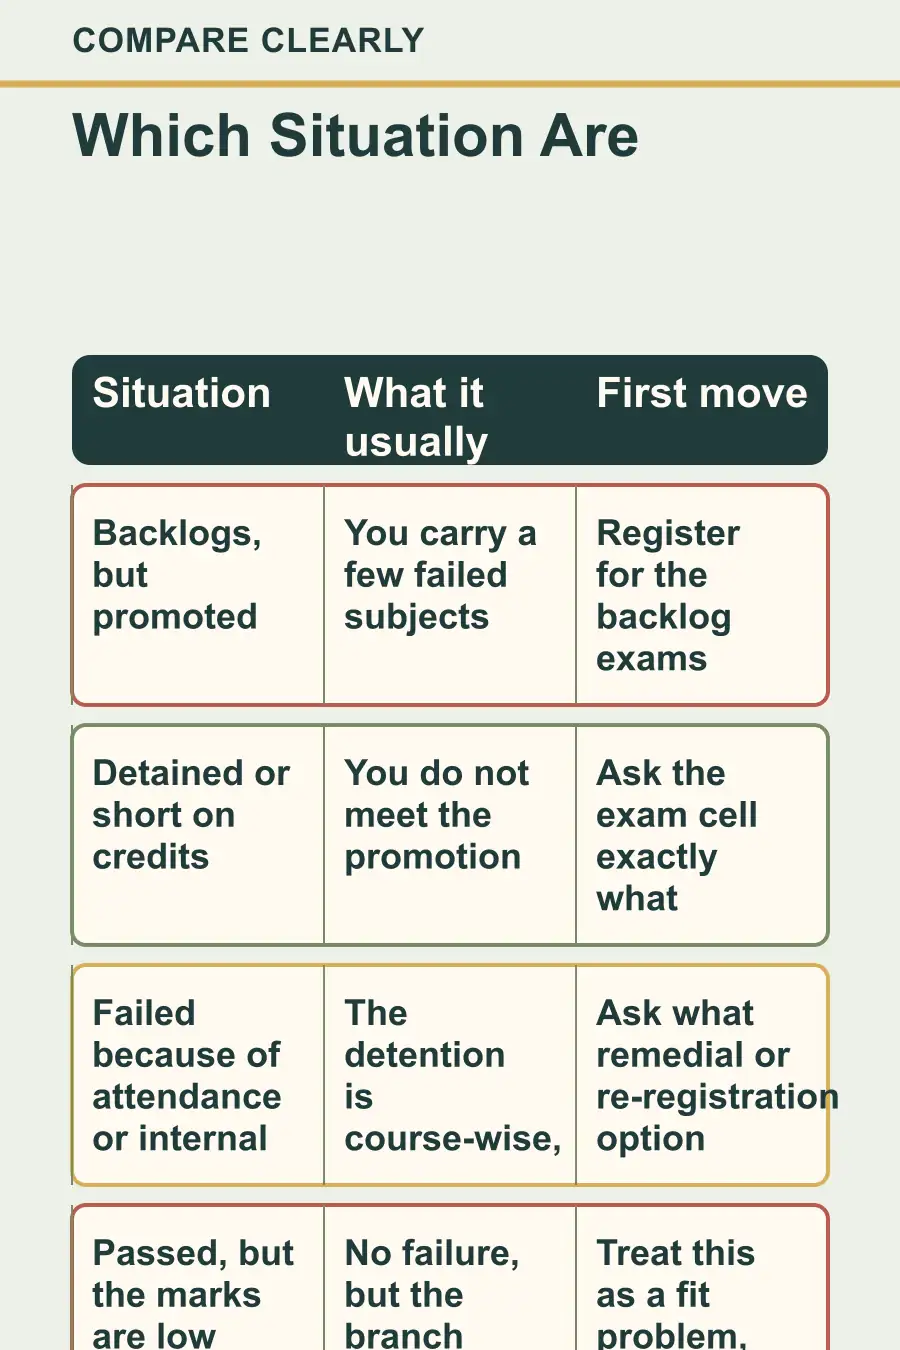 COMPARE CLEARLY
Which Situation Are
Situation
What it
usually
First move
Backlogs,
but
promoted
You carry a
few failed
subjects
Register
for the
backlog
exams
Detained or
short on
credits
You do not
meet the
promotion
Ask the
exam cell
exactly
what
Failed
because of
attendance
or internal
The
detention
is
course-wise,
Ask what
remedial or
re-registration
option
Passed, but
the marks
are low
No failure,
but the
branch
Treat this
as a fit
problem,